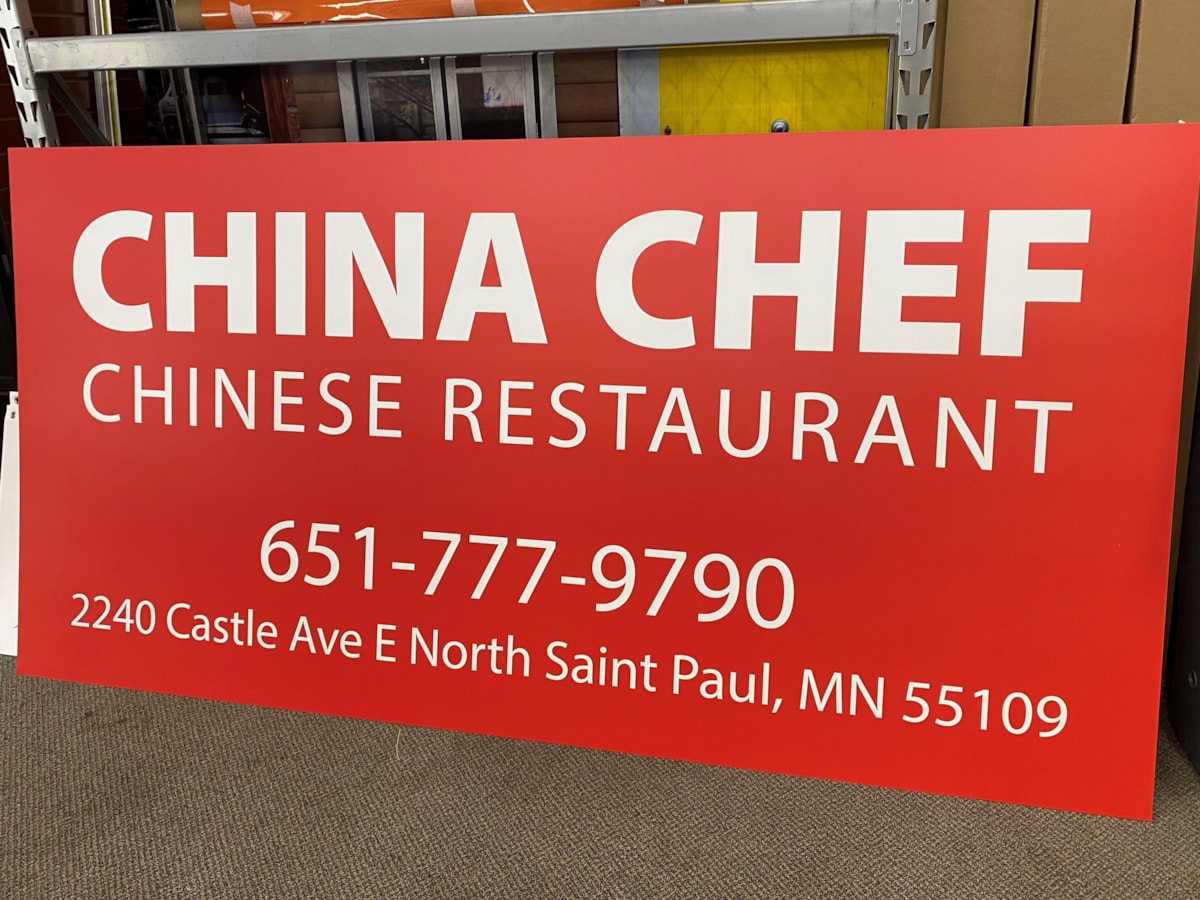 CHINA CHEF
CHINESE RESTAURANT
651-777-9790
2240 Castle Ave E North Saint Paul, MN 55109